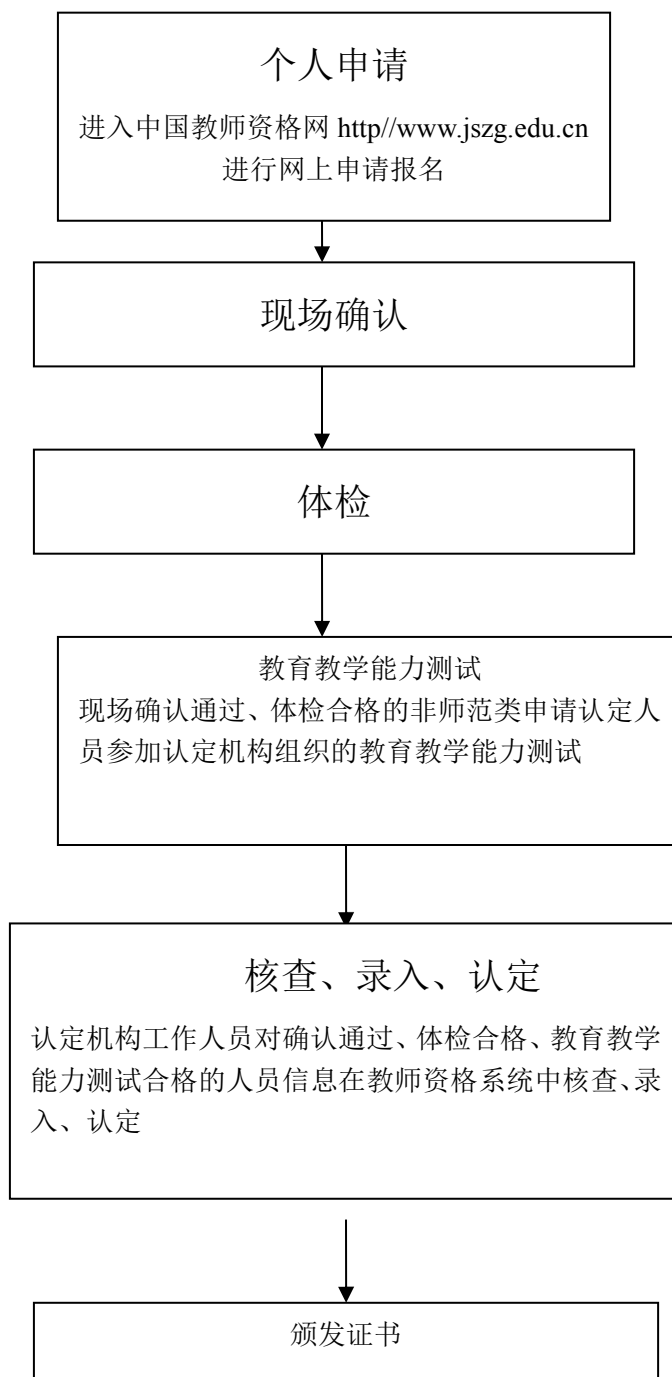 个人申请
进入中国教师资格网 http//www.jszg.edu.cn
进行网上申请报名
现场确认
体检
教育教学能力测试
现场确认通过、体检合格的非师范类申请认定人
员参加认定机构组织的教育教学能力测试
核查、录入、认定
认定机构工作人员对确认通过、体检合格、教育教学
能力测试合格的人员信息在教师资格系统中核查、录
入、认定
颁发证书